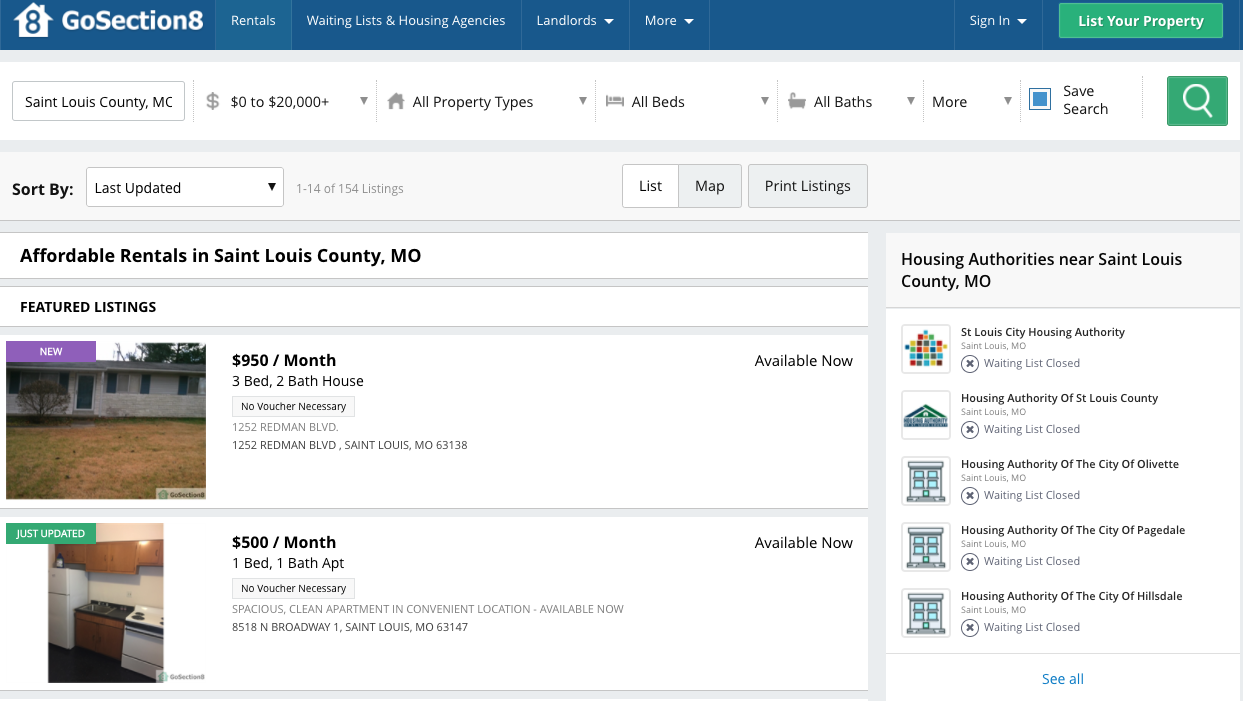 8 GoSection8
Rentals
Waiting Lists & Housing Agencies
Landlords
More
Sign In
List Your Property
Saint Louis County, MC
$ $0 to $20,000+
All Property Types
All Beds
All Baths
More
Save
Search
Sort By:
Last Updated
1-14 of 154 Listings
List
Map
Print Listings
Affordable Rentals in Saint Louis County, MO
FEATURED LISTINGS
NEW
GoSection8
$950 / Month
Available Now
3 Bed, 2 Bath House
No Voucher Necessary
1252 REDMAN BLVD.
1252 REDMAN BLVD , SAINT LOUIS, MO 63138
JUST UPDATED
GoSection8
$500 / Month
Available Now
1 Bed, 1 Bath Apt
No Voucher Necessary
SPACIOUS, CLEAN APARTMENT IN CONVENIENT LOCATION - AVAILABLE NOW
8518 N BROADWAY 1, SAINT LOUIS, MO 63147
Housing Authorities near Saint Louis
County, MO
St Louis City Housing Authority
Saint Louis, MO
Waiting List Closed
HOUSING AUTHORITY
OF ST LOUIS COUNTY
Housing Authority Of St Louis County
Saint Louis, MO
Waiting List Closed
Housing Authority Of The City Of Olivette
Saint Louis, MO
Waiting List Closed
Housing Authority Of The City Of Pagedale
Saint Louis, MO
Waiting List Closed
Housing Authority Of The City Of Hillsdale
Saint Louis, MO
Waiting List Closed
See all